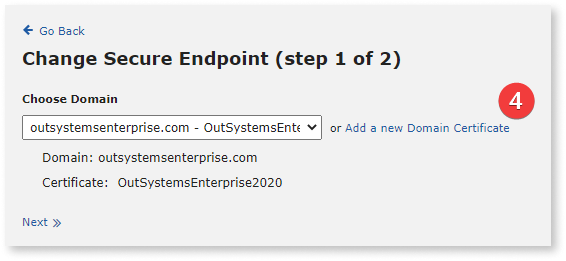 Go Back
Change Secure Endpoint (step 1 of 2)
Choose Domain
4
outsystemsenterprise.com - OutSystemsEnte or Add a new Domain Certificate
Domain: outsystemsenterprise.com
Certificate: OutSystemsEnterprise2020
Next »